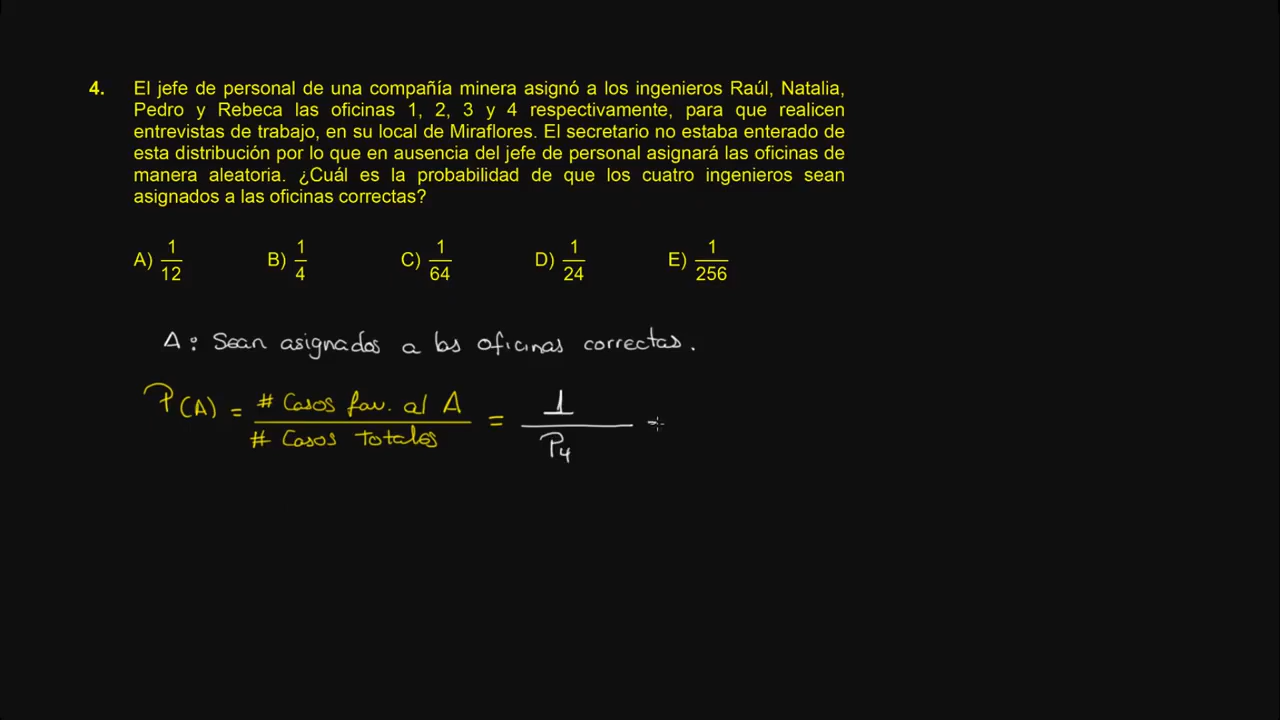 4. El jefe de personal de una compañía minera asignó a los ingenieros Raúl, Natalia,
Pedro y Rebeca las oficinas 1, 2, 3 y 4 respectivamente, para que realicen
entrevistas de trabajo, en su local de Miraflores. El secretario no estaba enterado de
esta distribución por lo que en ausencia del jefe de personal asignará las oficinas de
manera aleatoria. ¿Cuál es la probabilidad de que los cuatro ingenieros sean
asignados a las oficinas correctas?
A) 1/12 B) 1/4 C) 1/64 D) 1/24 E) 1/256
A: Sean asignados a las oficinas correctas.
P(A) = # Casos fav. al A / # Casos totales = 1 / P₄